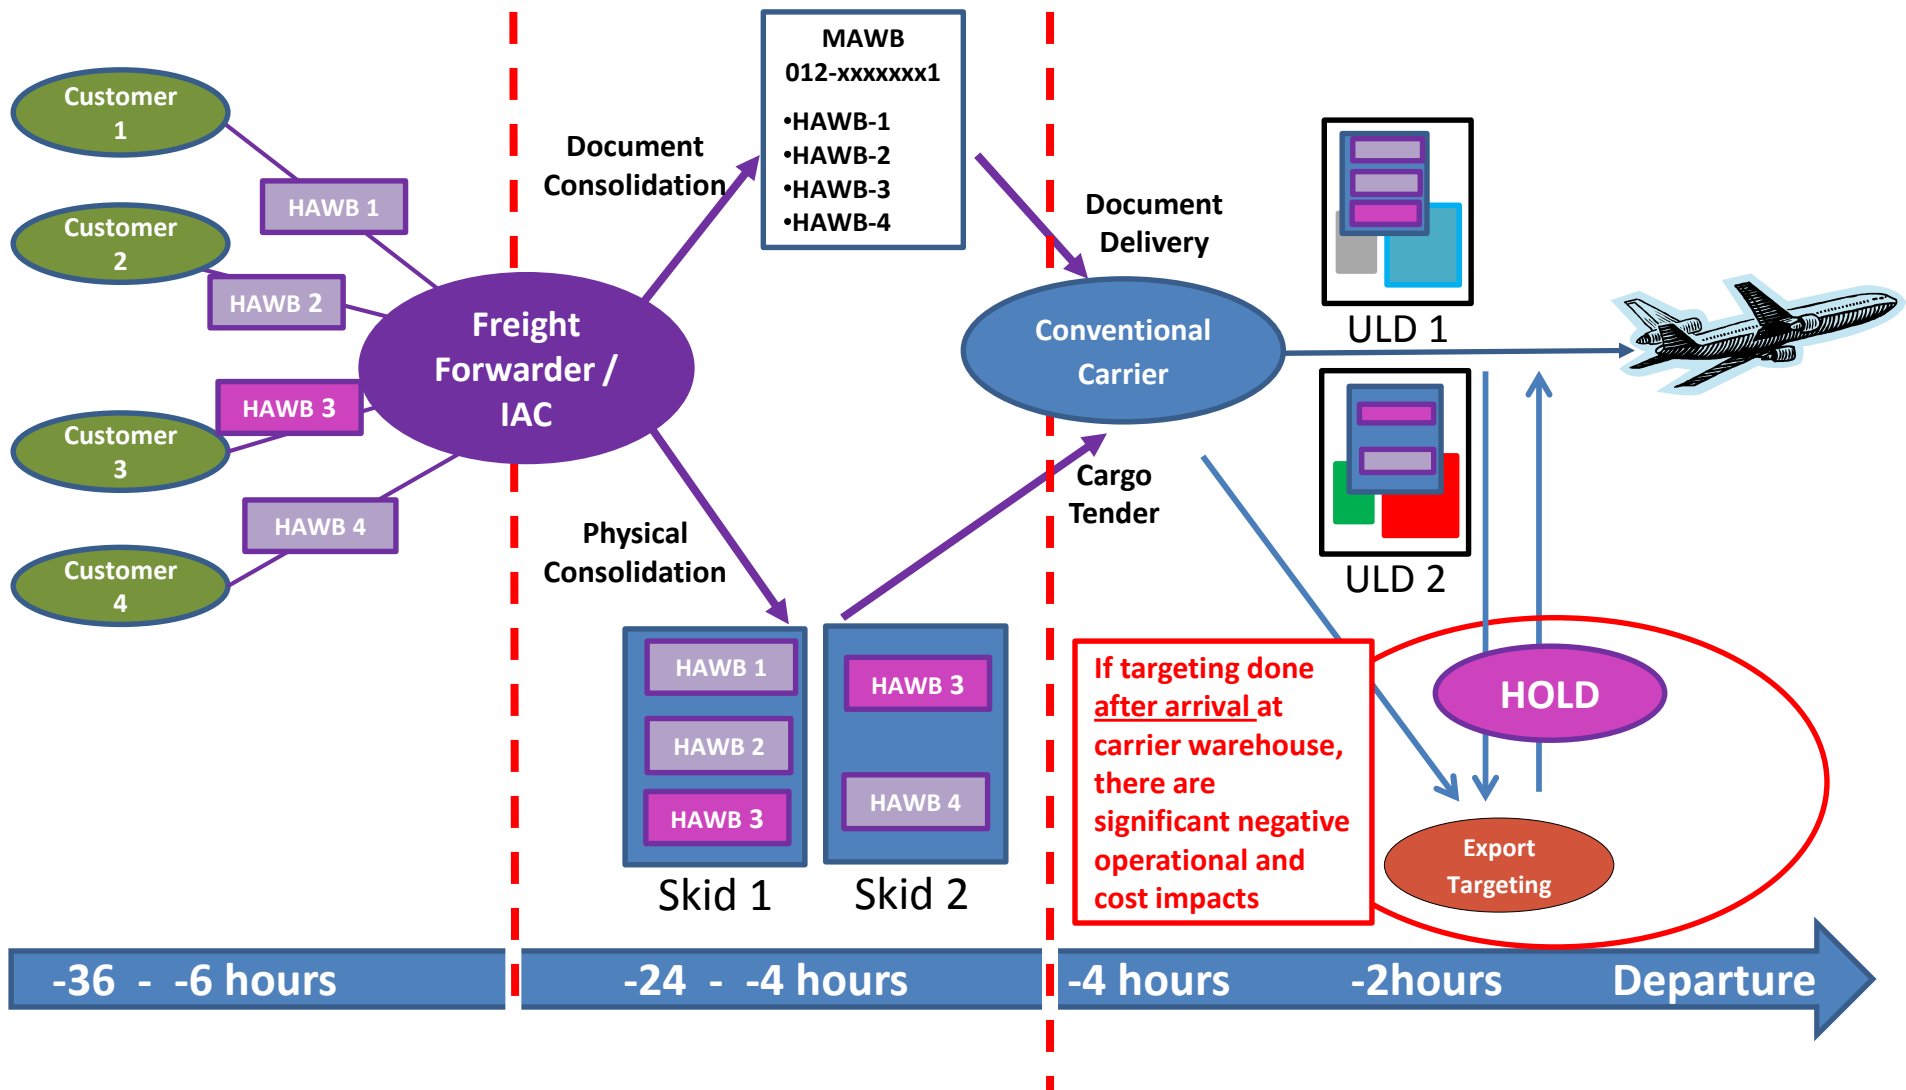 Customer
1
HAWB 1
Customer
2
HAWB 2
HAWB 3
Customer
3
HAWB 4
Customer
4
Freight
Forwarder /
IAC
Document
Consolidation
MAWB
012-xxxxxxx1
•HAWB-1
•HAWB-2
•HAWB-3
•HAWB-4
Physical
Consolidation
HAWB 1
HAWB 2
HAWB 3
Skid 1
HAWB 3
HAWB 4
Skid 2
Document
Delivery
Conventional
Carrier
Cargo
Tender
ULD 1
ULD 2
If targeting done
after arrival at
carrier warehouse,
there are
significant negative
operational and
cost impacts
HOLD
Export
Targeting
-36 - -6 hours
-24 - -4 hours
-4 hours
-2hours
Departure